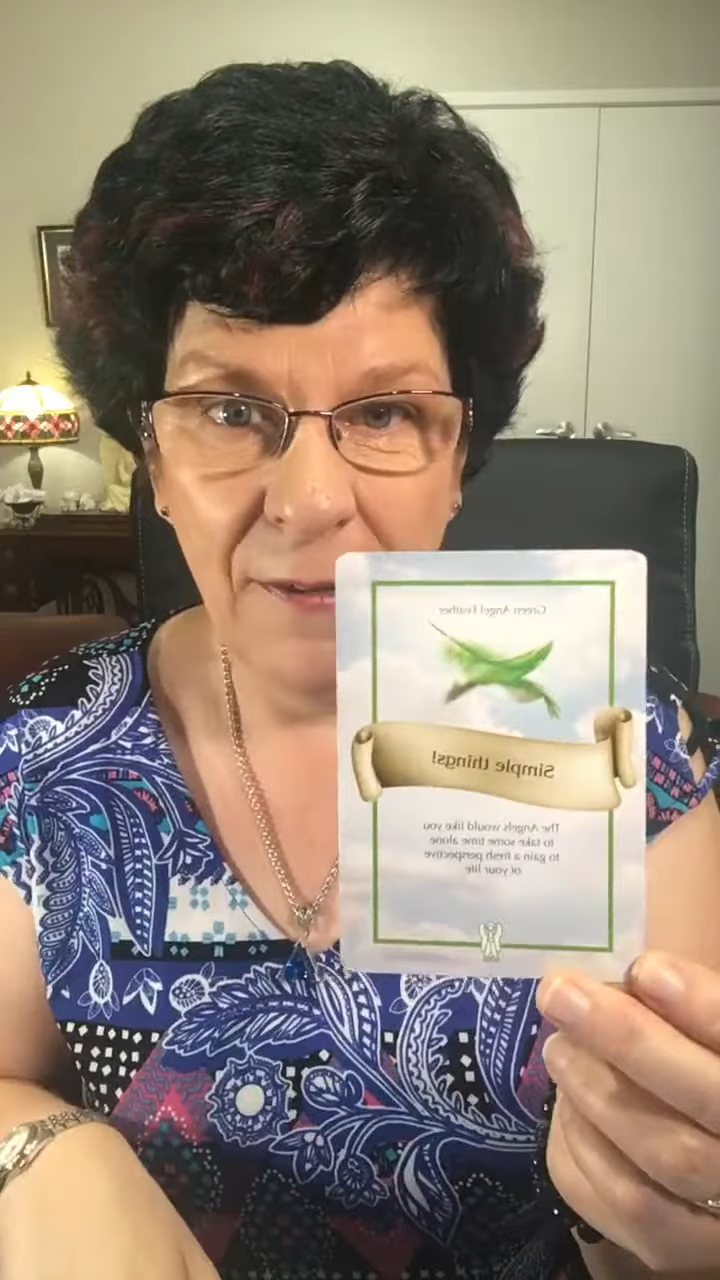 Green Angel Feather
Simple things!
The Angels would like you
to take some time alone
to gain a fresh perspective
of your life